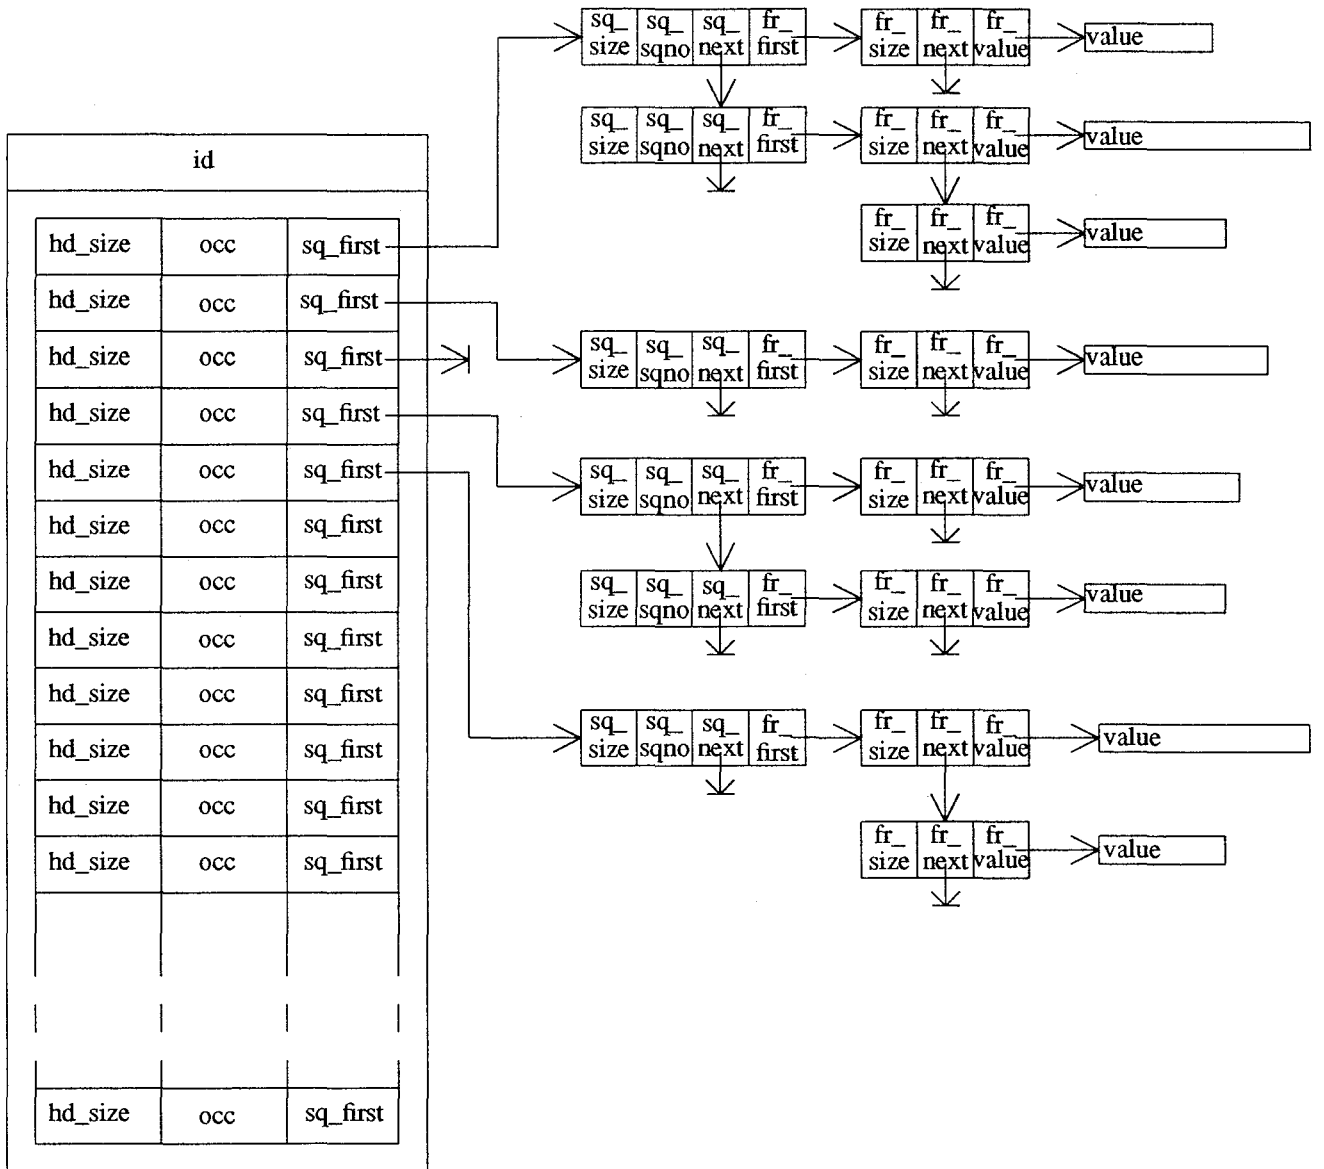 sq_ sq_ sq_ fr_ fr_ fr_ fr_
size sqno next first size next value value
sq_ sq_ sq_ fr_ fr_ fr_ fr_
size sqno next first size next value value
id
fr_ fr_ fr_
size next value value
hd_size occ sq_first
hd_size occ sq_first
sq_ sq_ sq_ fr_ fr_ fr_ fr_
size sqno next first size next value value
hd_size occ sq_first
hd_size occ sq_first
hd_size occ sq_first
sq_ sq_ sq_ fr_ fr_ fr_ fr_
size sqno next first size next value value
hd_size occ sq_first
hd_size occ sq_first
sq_ sq_ sq_ fr_ fr_ fr_ fr_
size sqno next first size next value value
hd_size occ sq_first
hd_size occ sq_first
hd_size occ sq_first
sq_ sq_ sq_ fr_ fr_ fr_ fr_
size sqno next first size next value value
hd_size occ sq_first
hd_size occ sq_first
fr_ fr_ fr_
size next value value
hd_size occ sq_first